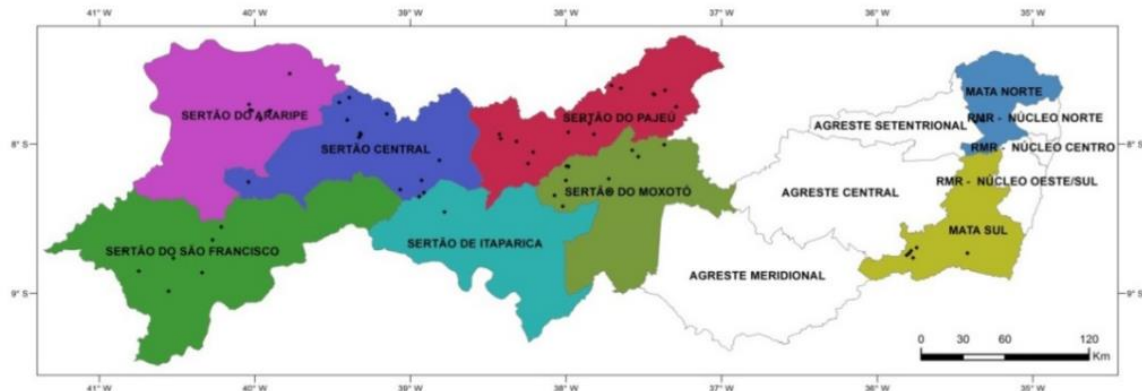 41° W 40° W 39° W 38° W 37° W 36° W 35° W
MATA NORTE
SERTÃO DO ARARIPE
SERTÃO DO PAJEÚ
RMR - NÚCLEO NORTE
AGRESTE SETENTRIONAL
8° S 8° S
SERTÃO CENTRAL
RMR - NÚCLEO CENTRO
RMR - NÚCLEO OESTE/SUL
SERTÃO DO MOXOTÓ
AGRESTE CENTRAL
MATA SUL
SERTÃO DO SÃO FRANCISCO
SERTÃO DE ITAPARICA
AGRESTE MERIDIONAL
9° S 9° S
0 30 60 120
Km
41° W 40° W 39° W 38° W 37° W 36° W 35° W